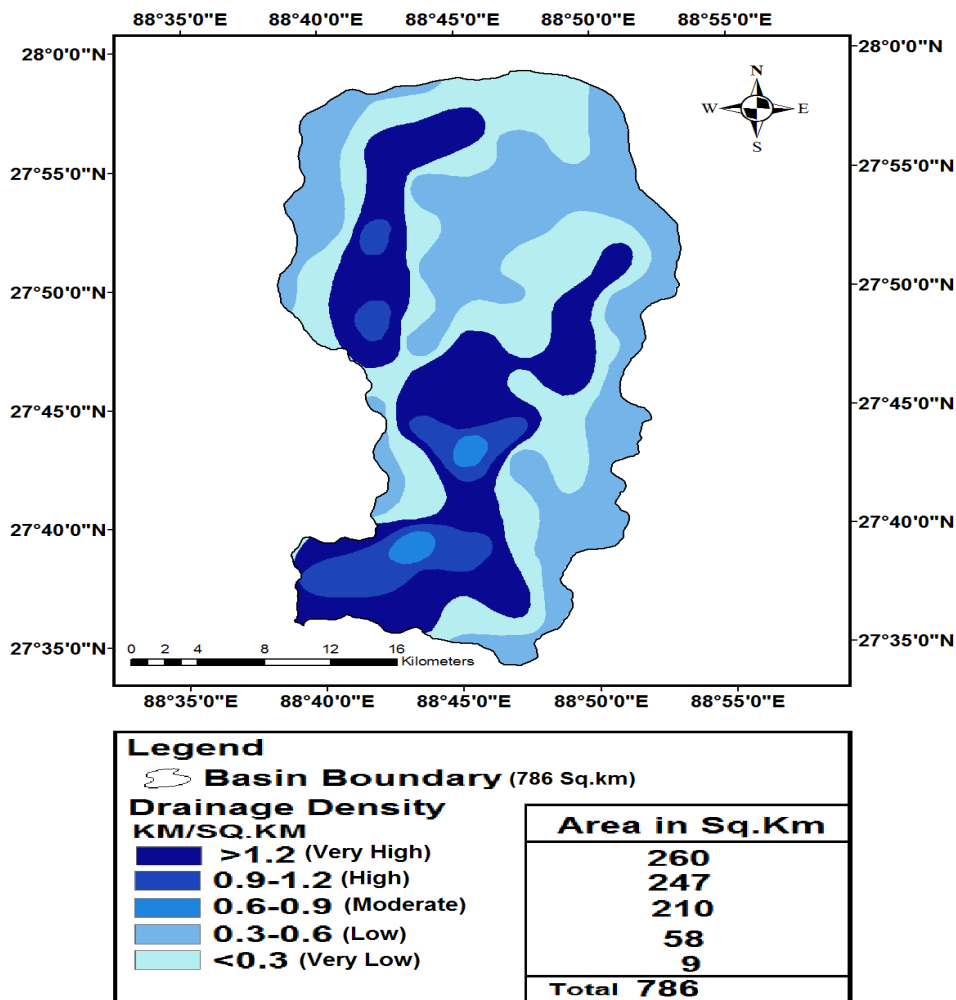 88°35'0"E 88°40'0"E 88°45'0"E 88°50'0"E 88°55'0"E
28°0'0"N 28°0'0"N
N
W E
S
27°55'0"N 27°55'0"N
27°50'0"N 27°50'0"N
27°45'0"N 27°45'0"N
27°40'0"N 27°40'0"N
27°35'0"N 27°35'0"N
0 2 4 8 12 16
Kilometers
88°35'0"E 88°40'0"E 88°45'0"E 88°50'0"E 88°55'0"E
Legend
Basin Boundary (786 Sq.km)
Drainage Density
KM/SQ.KM
Area in Sq.Km
>1.2 (Very High) 260
0.9-1.2 (High) 247
0.6-0.9 (Moderate) 210
0.3-0.6 (Low) 58
<0.3 (Very Low) 9
Total 786